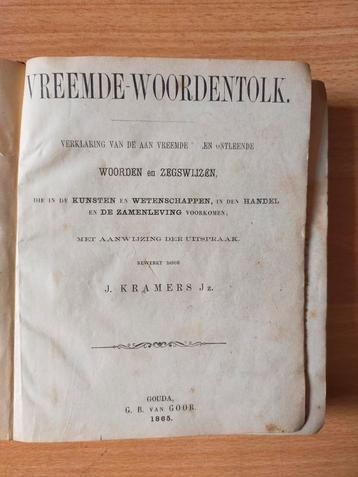 VREEMDE-WOORDENTOLK.
VERKLARING VAN DE AAN VREEMDE EN ONTLEENDE
WOORDEN en ZEGSWIJZEN,
DIE IN DE KUNSTEN EN WETENSCHAPPEN, IN DEN HANDEL
EN DE ZAMENLEVING VOORKOMEN;
MET AANWIJZING DER UITSPRAAK.
BEWERKT DOOR
J. KRAMERS Jz.
GOUDA,
G. B. VAN GOOR.
1865.